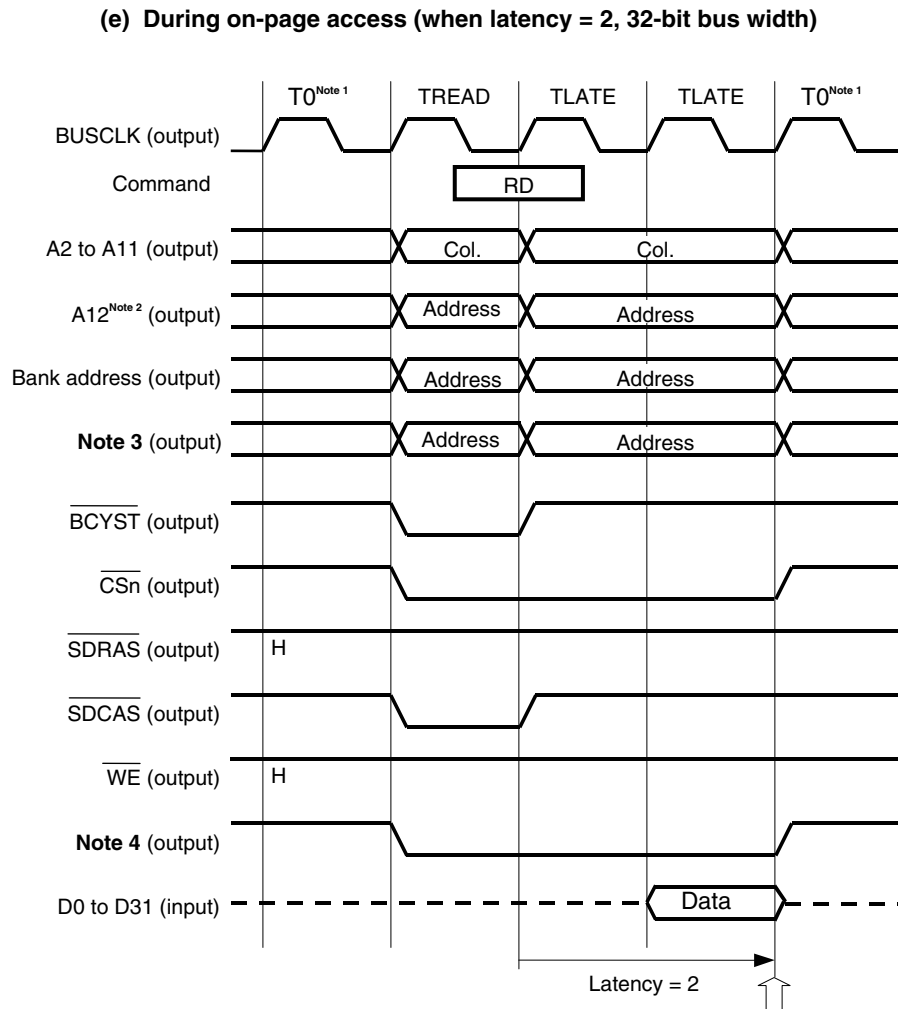 (e) During on-page access (when latency = 2, 32-bit bus width)
T0Note 1 TREAD TLATE TLATE T0Note 1
BUSCLK (output)
Command RD
A2 to A11 (output) Col. Col.
A12Note 2 (output) Address Address
Bank address (output) Address Address
Note 3 (output) Address Address
BCYST (output)
CSn (output)
SDRAS (output) H
SDCAS (output)
WE (output) H
Note 4 (output)
D0 to D31 (input) Data
Latency = 2